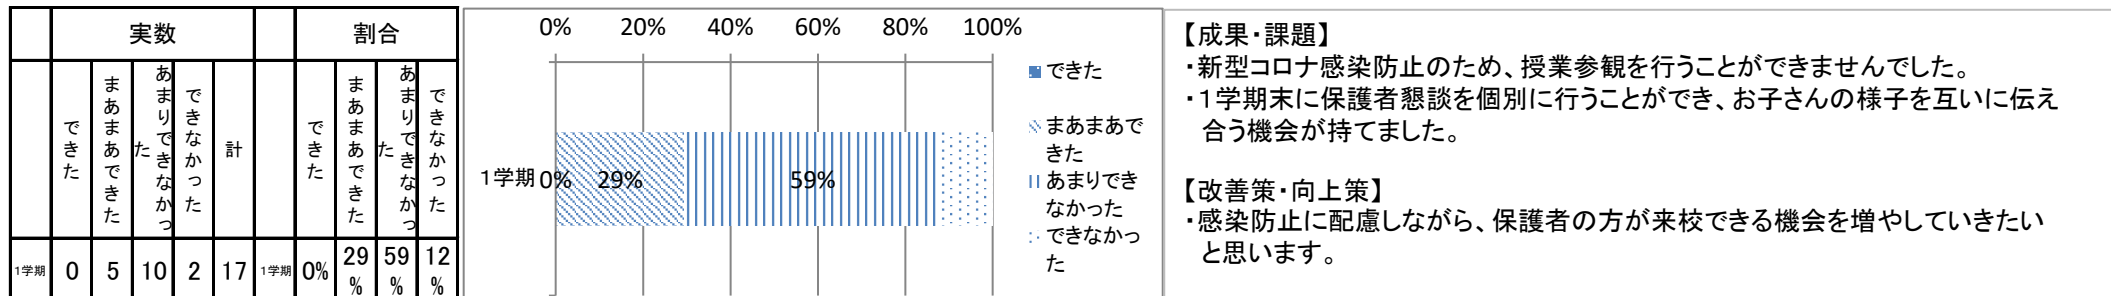 実数
割合
できた
まあまあできた
あまりできなかった
できなかった
計
できた
まあまあできた
あまりできなかった
できなかった
1学期 0 5 10 2 17 1学期 0% 29% 59% 12%
0% 20% 40% 60% 80% 100%
1学期 0% 29% 59%
できた
まあまあで
きた
あまりでき
なかった
できなかっ
た
【成果・課題】
・新型コロナ感染防止のため、授業参観を行うことができませんでした。
・1学期末に保護者懇談を個別に行うことができ、お子さんの様子を互いに伝え
合う機会が持てました。
【改善策・向上策】
・感染防止に配慮しながら、保護者の方が来校できる機会を増やしていきたい
と思います。